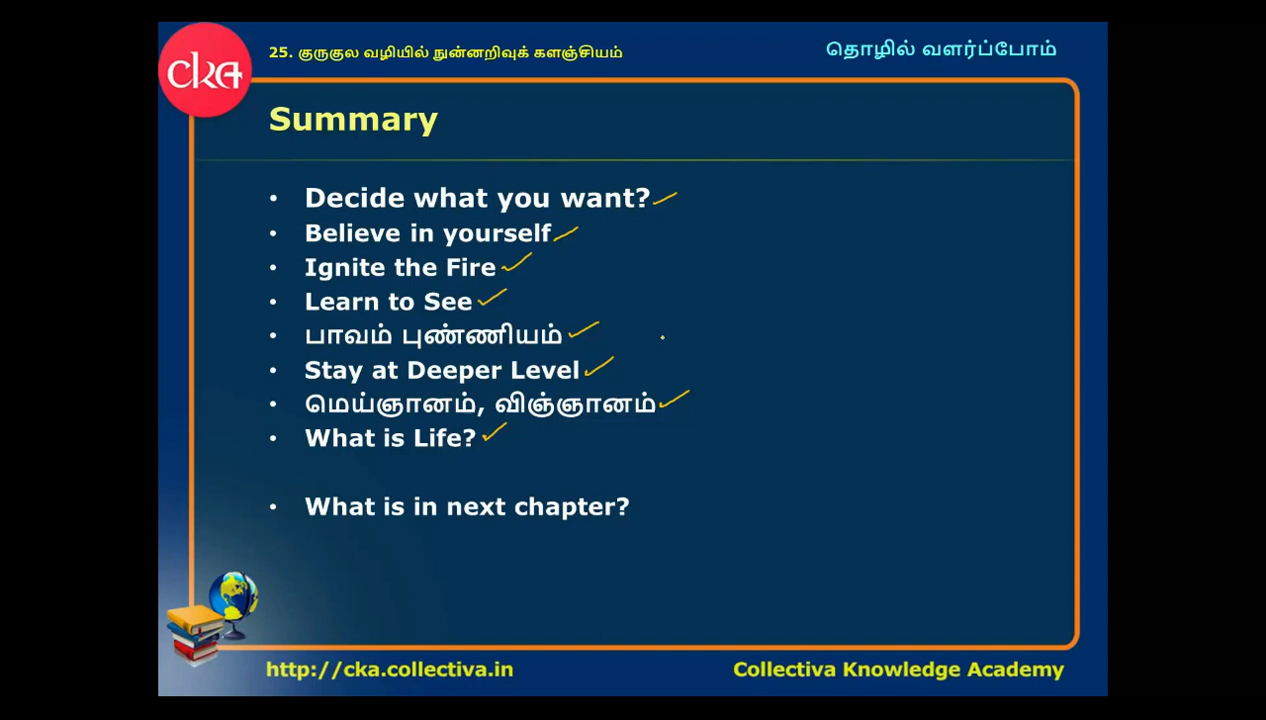 cka
25. குருகுல வழியில் நுன்னறிவுக் களஞ்சியம்
தொழில் வளர்ப்போம்
Summary
• Decide what you want?
• Believe in yourself
• Ignite the Fire
• Learn to See
• பாவம் புண்ணியம்
• Stay at Deeper Level
• மெய்ஞானம், விஞ்ஞானம்
• What is Life?
• What is in next chapter?
http://cka.collectiva.in
Collectiva Knowledge Academy